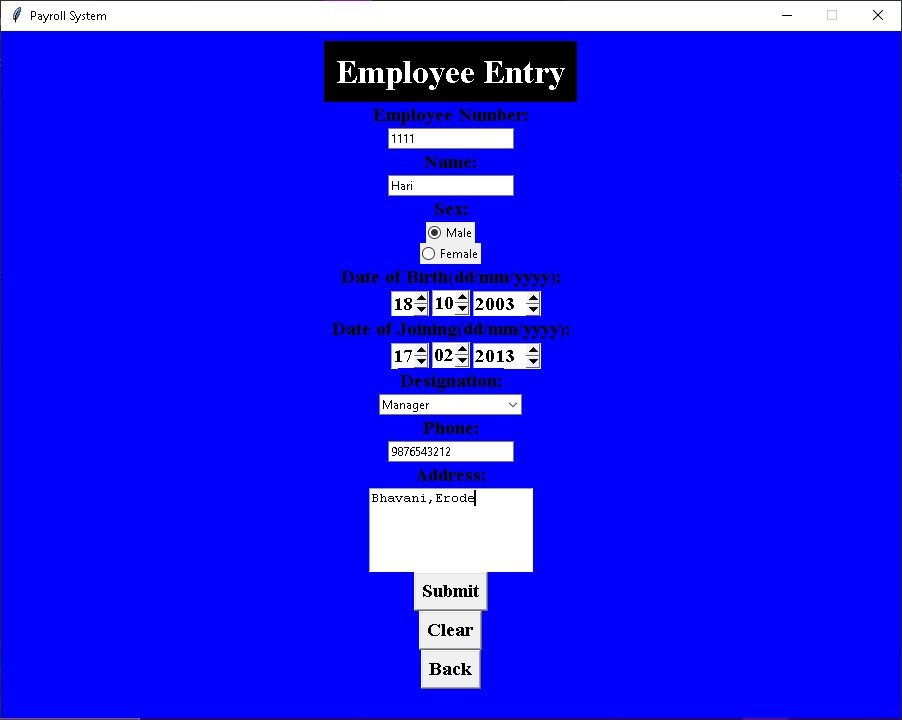 Payroll System
Employee Entry
Employee Number:
1111
Name:
Hari
Sex:
Male
Female
Date of Birth(dd/mm/yyyy):
18 10 2003
Date of Joining(dd/mm/yyyy):
17 02 2013
Designation:
Manager
Phone:
9876543212
Address:
Bhavani,Erode
Submit
Clear
Back